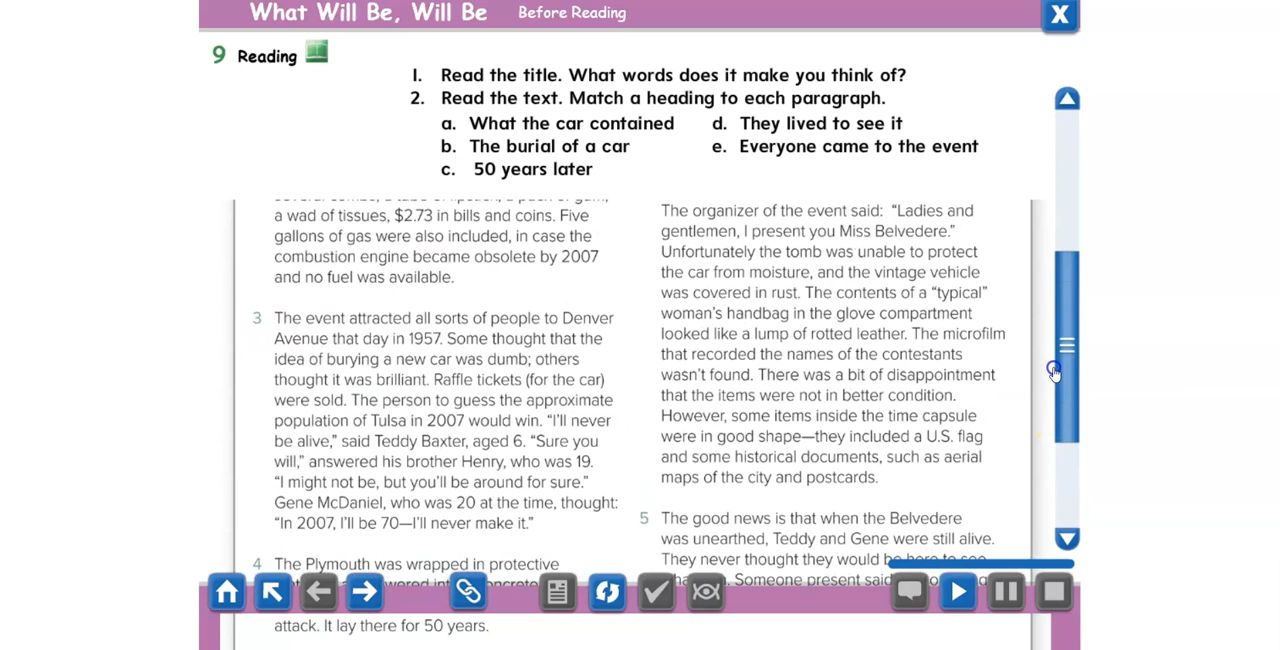 What Will Be, Will Be Before Reading X
9 Reading
1. Read the title. What words does it make you think of?
2. Read the text. Match a heading to each paragraph.
a. What the car contained d. They lived to see it
b. The burial of a car e. Everyone came to the event
c. 50 years later
a wad of tissues, $2.73 in bills and coins. Five
gallons of gas were also included, in case the
combustion engine became obsolete by 2007
and no fuel was available.
3 The event attracted all sorts of people to Denver
Avenue that day in 1957. Some thought that the
idea of burying a new car was dumb; others
thought it was brilliant. Raffle tickets (for the car)
were sold. The person to guess the approximate
population of Tulsa in 2007 would win. “I’ll never
be alive,” said Teddy Baxter, aged 6. “Sure you
will,” answered his brother Henry, who was 19.
“I might not be, but you’ll be around for sure.”
Gene McDaniel, who was 20 at the time, thought:
“In 2007, I’ll be 70—I’ll never make it.”
4 The Plymouth was wrapped in protective
attack. It lay there for 50 years.
The organizer of the event said: “Ladies and
gentlemen, I present you Miss Belvedere.”
Unfortunately the tomb was unable to protect
the car from moisture, and the vintage vehicle
was covered in rust. The contents of a “typical”
woman’s handbag in the glove compartment
looked like a lump of rotted leather. The microfilm
that recorded the names of the contestants
wasn’t found. There was a bit of disappointment
that the items were not in better condition.
However, some items inside the time capsule
were in good shape—they included a U.S. flag
and some historical documents, such as aerial
maps of the city and postcards.
5 The good news is that when the Belvedere
was unearthed, Teddy and Gene were still alive.
They never thought they would be here to see
Someone present said